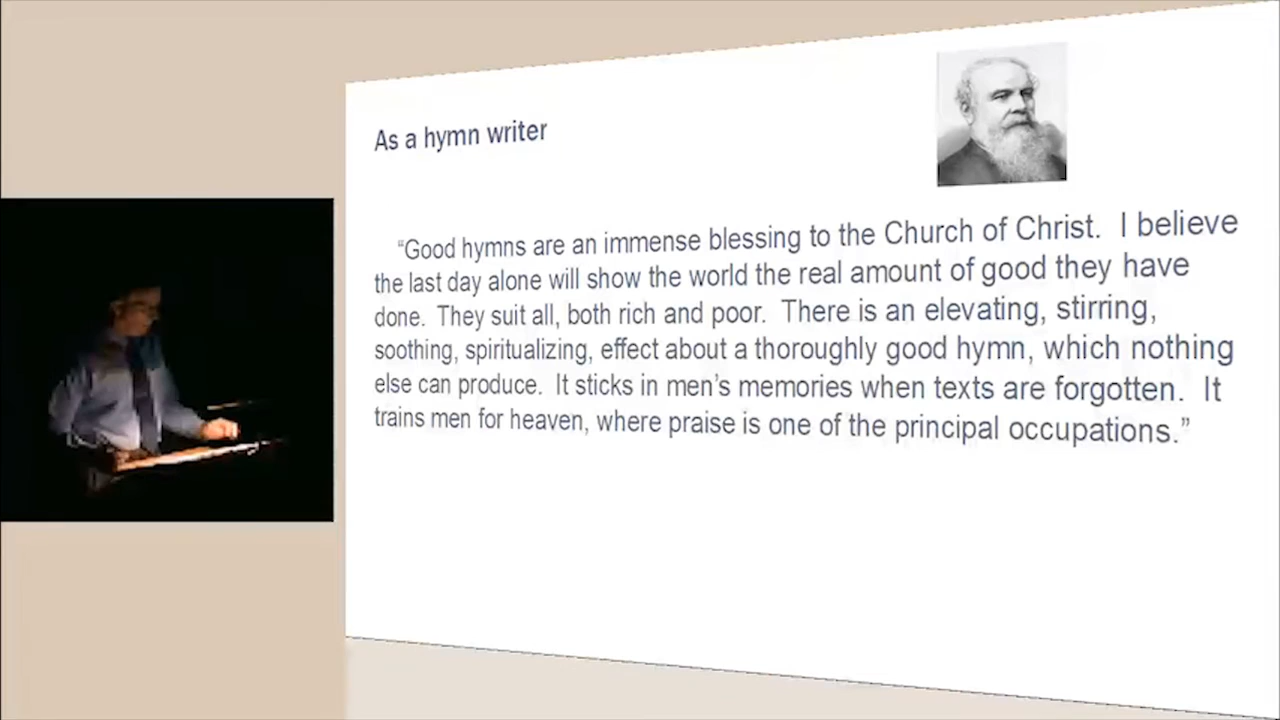 As a hymn writer
“Good hymns are an immense blessing to the Church of Christ. I believe
the last day alone will show the world the real amount of good they have
done. They suit all, both rich and poor. There is an elevating, stirring,
soothing, spiritualizing, effect about a thoroughly good hymn, which nothing
else can produce. It sticks in men’s memories when texts are forgotten. It
trains men for heaven, where praise is one of the principal occupations.”